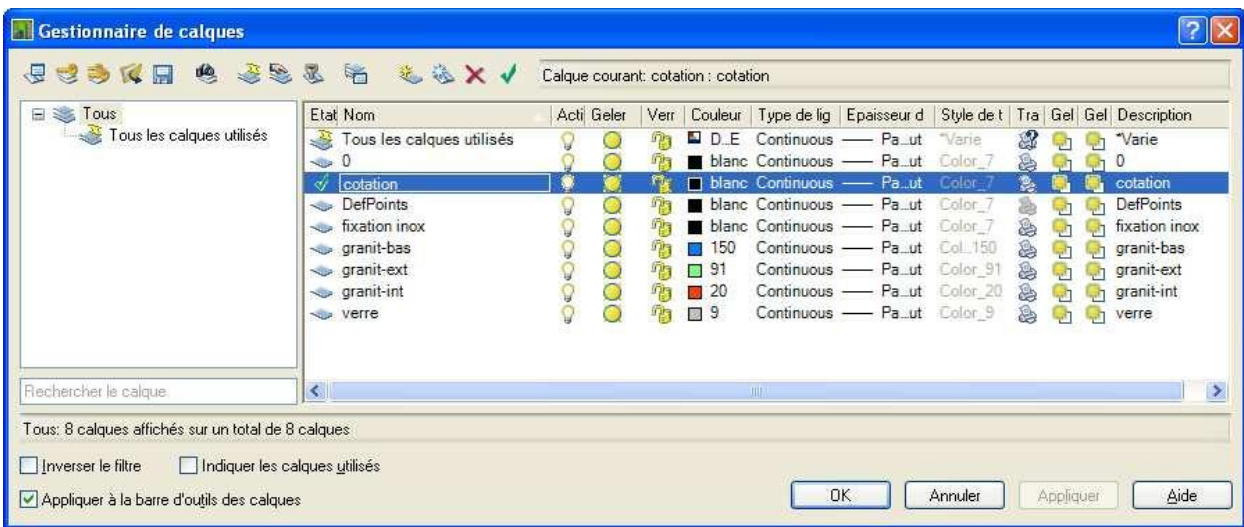 Gestionnaire de calques
Calque courant: cotation : cotation
Tous
Tous les calques utilisés
Etat Nom Acti Geler Verr Couleur Type de lig Epaisseur d Style de t Tra Gel Gel Description
Tous les calques utilisés D...E Continuous Pa...ut *Varie *Varie
0 blanc Continuous Pa...ut Color_7 0
cotation blanc Continuous Pa...ut Color_7 cotation
DefPoints blanc Continuous Pa...ut Color_7 DefPoints
fixation inox blanc Continuous Pa...ut Color_7 fixation inox
granit-bas 150 Continuous Pa...ut Col...150 granit-bas
granit-ext 91 Continuous Pa...ut Color_91 granit-ext
granit-int 20 Continuous Pa...ut Color_20 granit-int
verre 9 Continuous Pa...ut Color_9 verre
Rechercher le calque
Tous: 8 calques affichés sur un total de 8 calques
Inverser le filtre Indiquer les calques utilisés
Appliquer à la barre d'outils des calques
OK Annuler Appliquer Aide